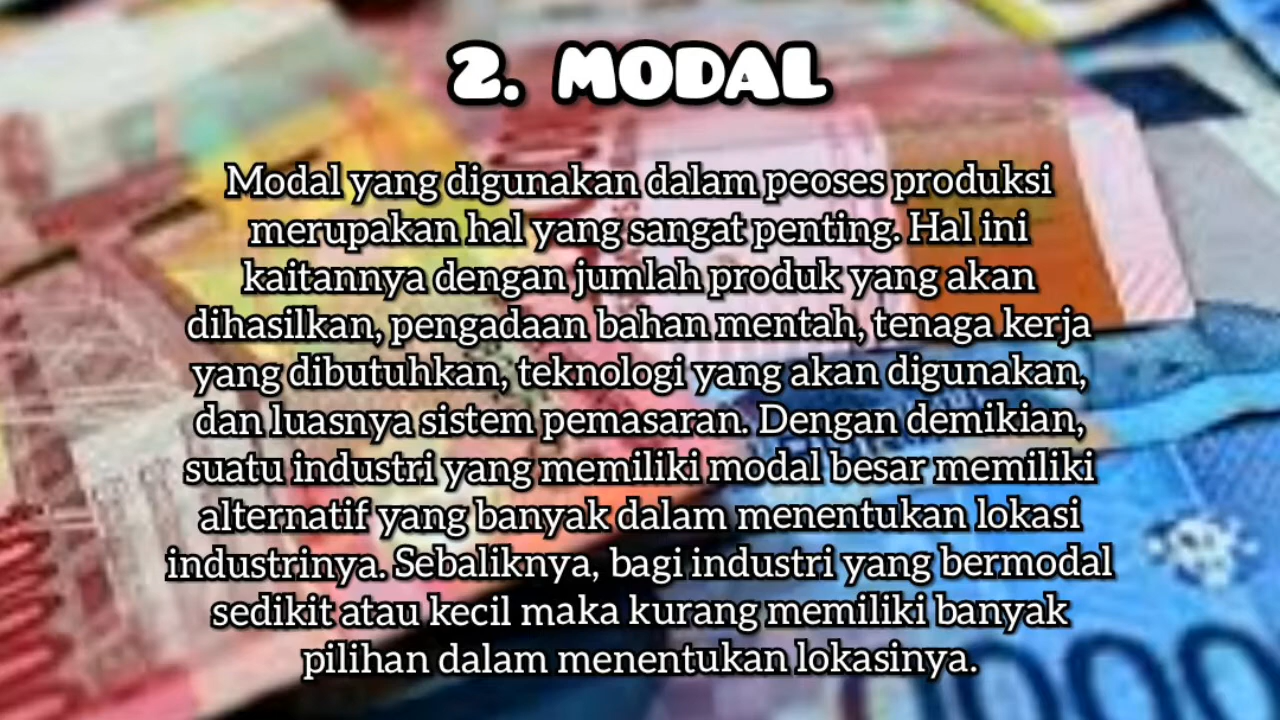 2. MODAL
Modal yang digunakan dalam peoses produksi
merupakan hal yang sangat penting. Hal ini
kaitannya dengan jumlah produk yang akan
dihasilkan, pengadaan bahan mentah, tenaga kerja
yang dibutuhkan, teknologi yang akan digunakan,
dan luasnya sistem pemasaran. Dengan demikian,
suatu industri yang memiliki modal besar memiliki
alternatif yang banyak dalam menentukan lokasi
industrinya. Sebaliknya, bagi industri yang bermodal
sedikit atau kecil maka kurang memiliki banyak
pilihan dalam menentukan lokasinya.